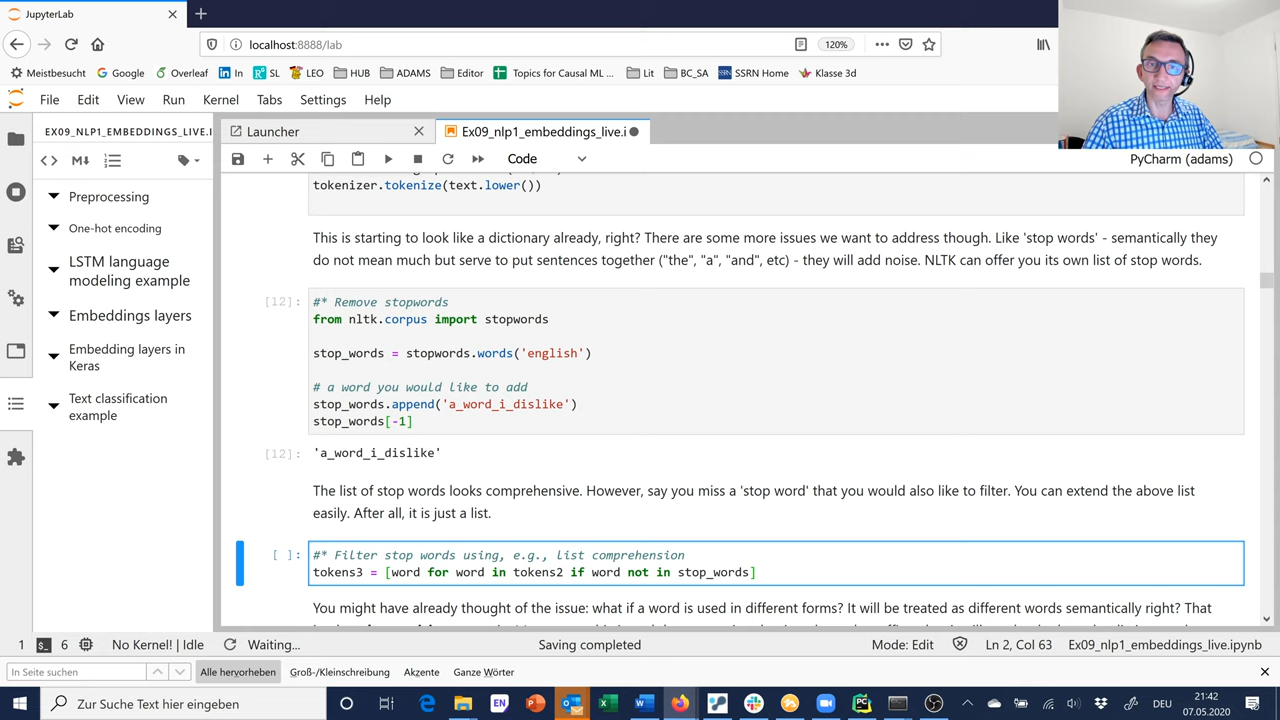 JupyterLab
localhost:8888/lab
120%
Meistbesucht
Google
Overleaf
In
SL
LEO
HUB
ADAMS
Editor
Topics for Causal ML ...
Lit
BC_SA
SSRN Home
Klasse 3d
File Edit View Run Kernel Tabs Settings Help
EX09_NLP1_EMBEDDINGS_LIVE.I
Launcher
Ex09_nlp1_embeddings_live.i
Code
PyCharm (adams)
Preprocessing
One-hot encoding
LSTM language
modeling example
Embeddings layers
Embedding layers in
Keras
Text classification
example
tokenizer.tokenize(text.lower())
This is starting to look like a dictionary already, right? There are some more issues we want to address though. Like 'stop words' - semantically they
do not mean much but serve to put sentences together ("the", "a", "and", etc) - they will add noise. NLTK can offer you its own list of stop words.
[12]: #* Remove stopwords
from nltk.corpus import stopwords
stop_words = stopwords.words('english')
# a word you would like to add
stop_words.append('a_word_i_dislike')
stop_words[-1]
[12]: 'a_word_i_dislike'
The list of stop words looks comprehensive. However, say you miss a 'stop word' that you would also like to filter. You can extend the above list
easily. After all, it is just a list.
[ ]: #* Filter stop words using, e.g., list comprehension
tokens3 = [word for word in tokens2 if word not in stop_words]
You might have already thought of the issue: what if a word is used in different forms? It will be treated as different words semantically right? That
1
6
No Kernel! | Idle
Waiting...
Saving completed
Mode: Edit
Ln 2, Col 63
Ex09_nlp1_embeddings_live.ipynb
In Seite suchen
Alle hervorheben
Groß-/Kleinschreibung
Akzente
Ganze Wörter
Zur Suche Text hier eingeben
EN
DEU
21:42
07.05.2020